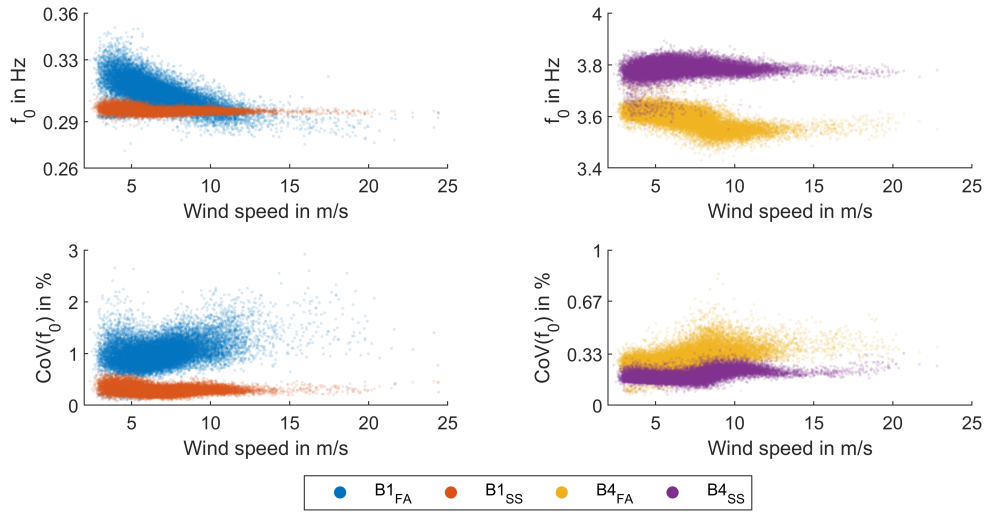 0.36
0.33
0.29
0.26
f0 in Hz
5 10 15 20 25
Wind speed in m/s
4
3.8
3.6
3.4
f0 in Hz
5 10 15 20 25
Wind speed in m/s
3
2
1
0
CoV(f0) in %
5 10 15 20 25
Wind speed in m/s
1
0.67
0.33
0
CoV(f0) in %
5 10 15 20 25
Wind speed in m/s
B1FA B1SS B4FA B4SS